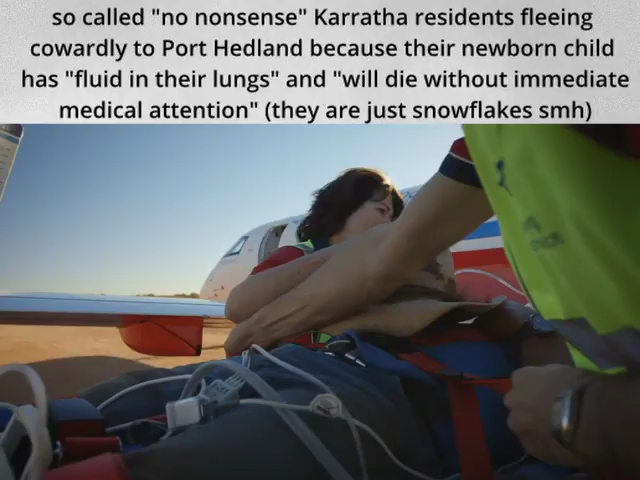 so called "no nonsense" Karratha residents fleeing
cowardly to Port Hedland because their newborn child
has "fluid in their lungs" and "will die without immediate
medical attention" (they are just snowflakes smh)